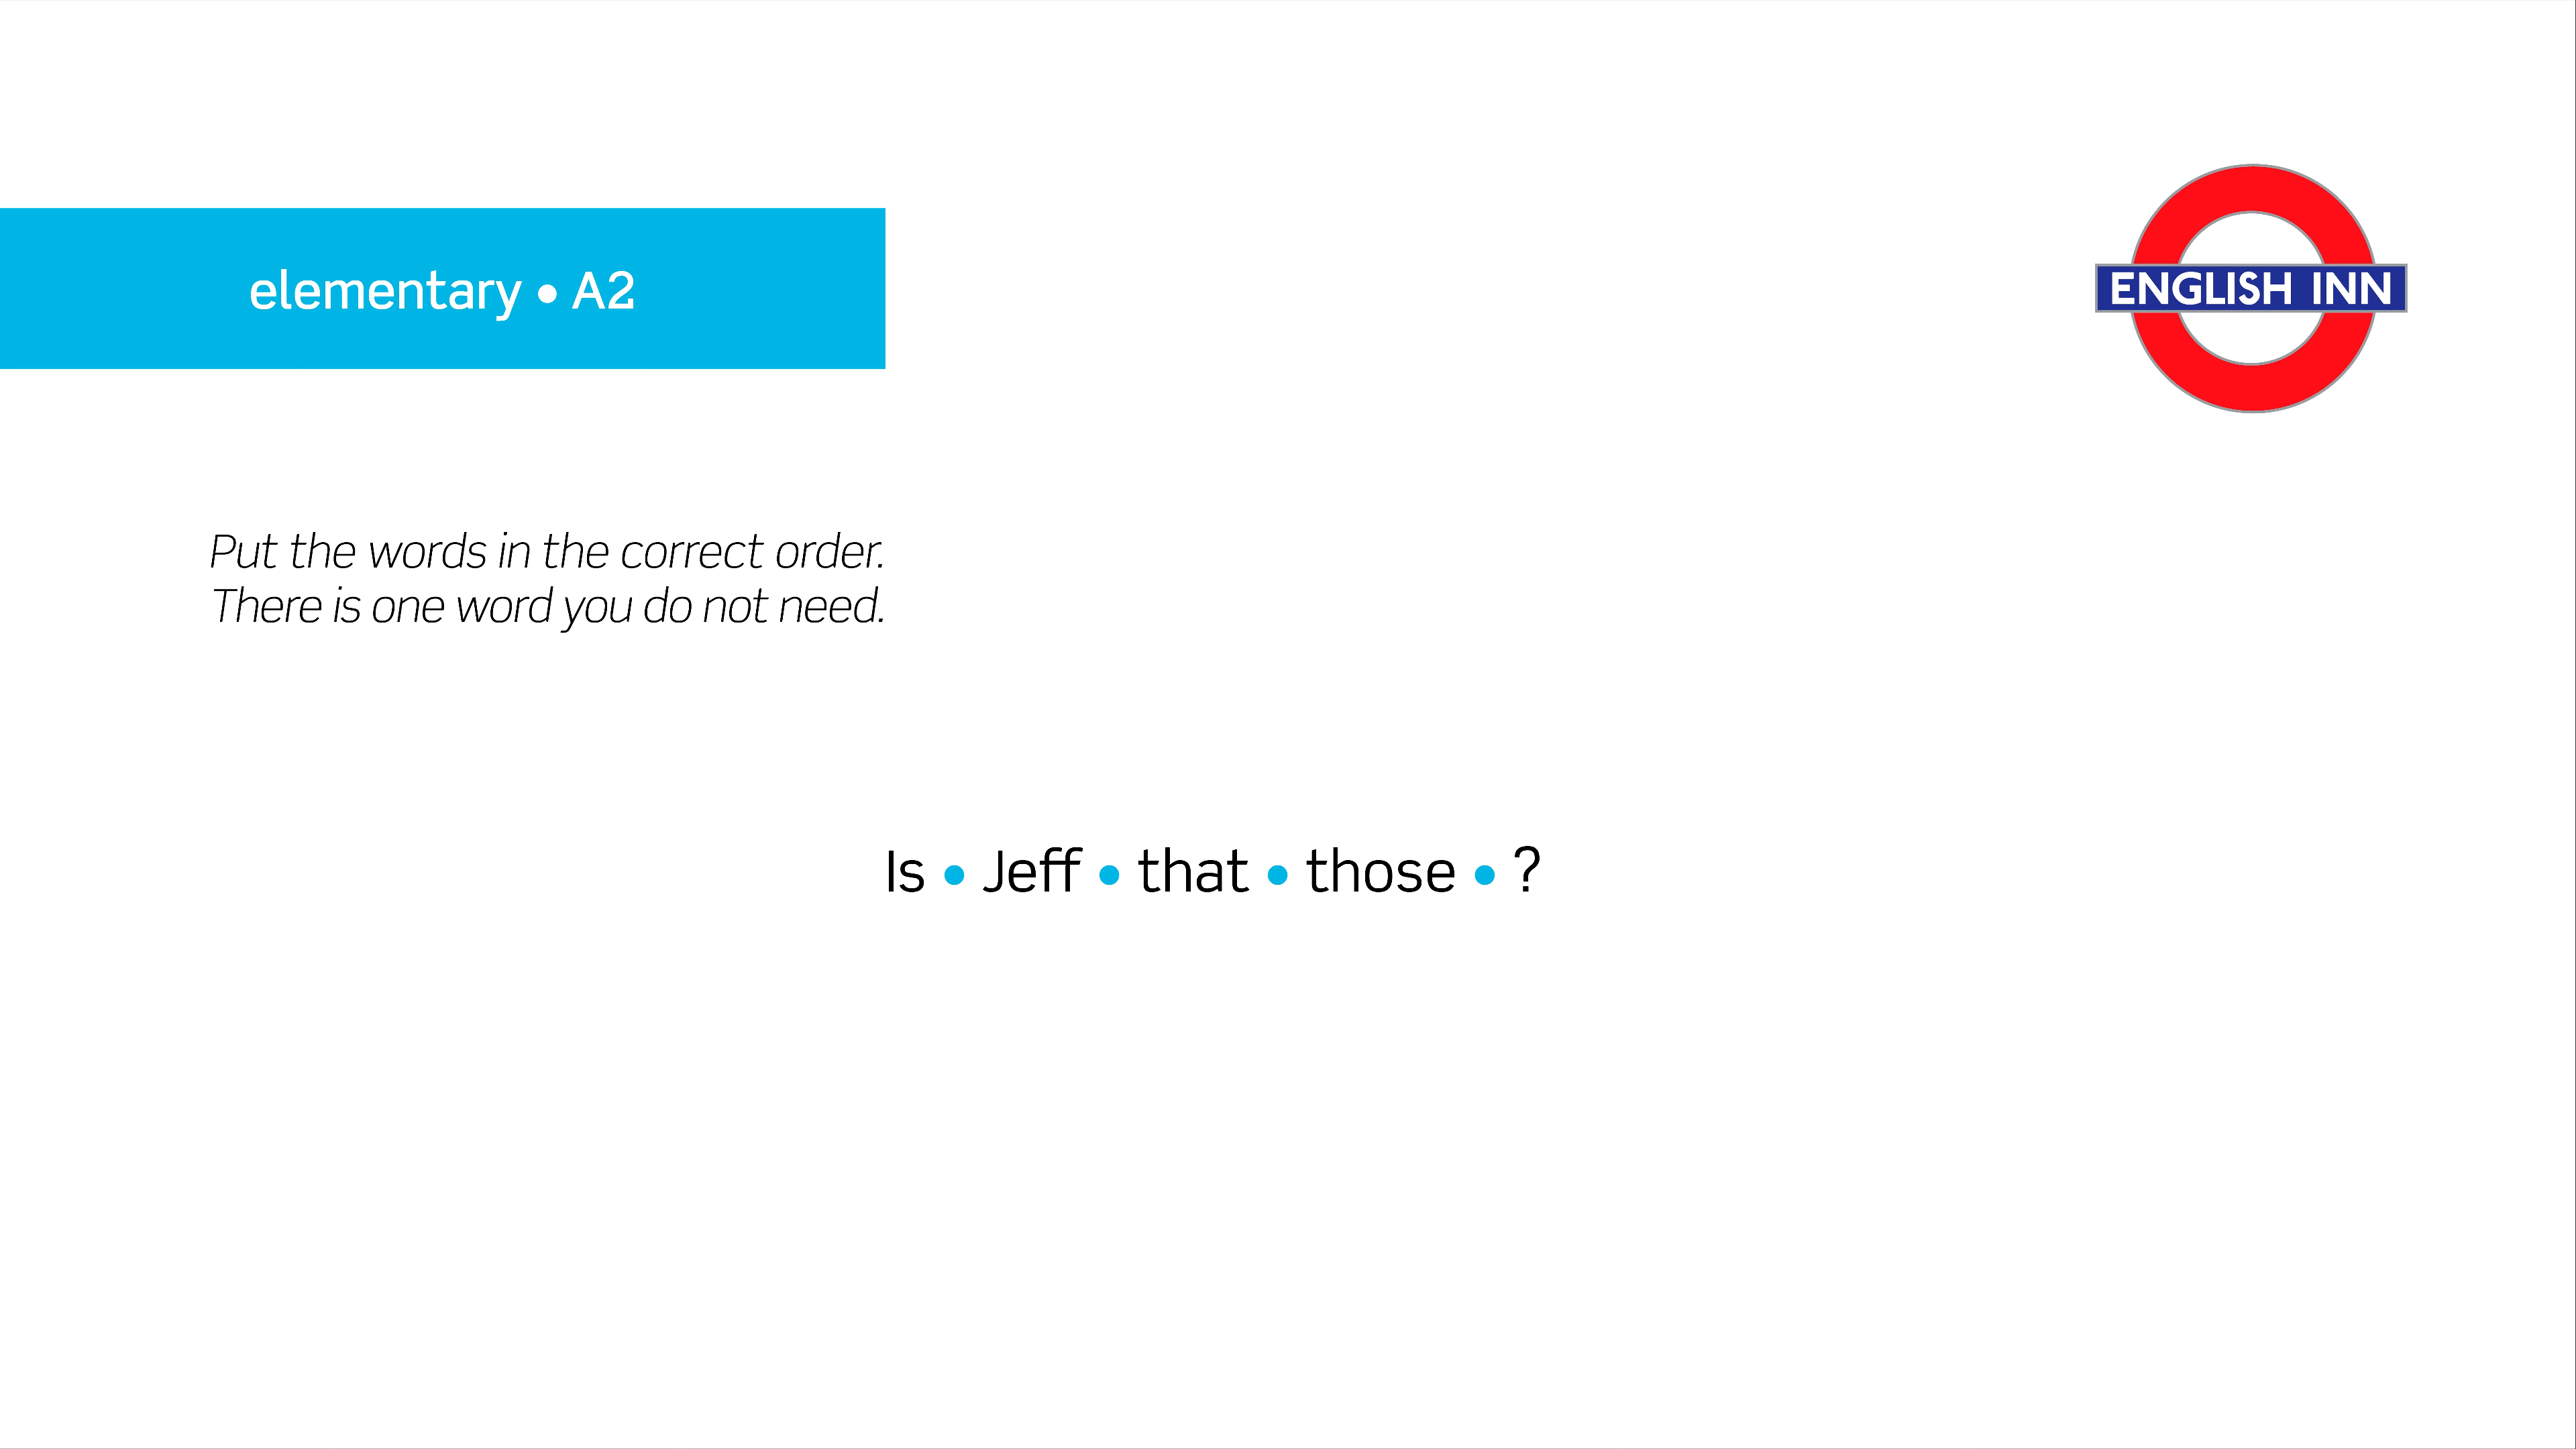 elementary • A2
ENGLISH INN
Put the words in the correct order.
There is one word you do not need.
Is • Jeff • that • those • ?